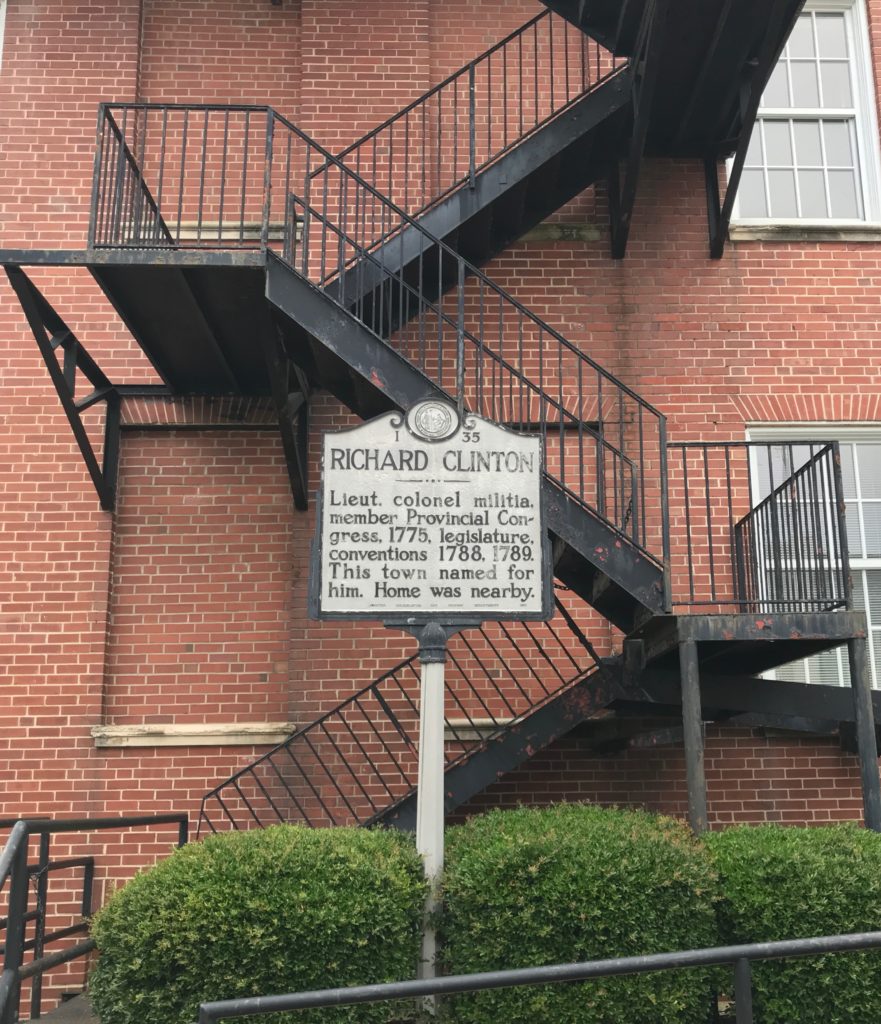 I 35
RICHARD CLINTON
Lieut. colonel militia,
member Provincial Con-
gress, 1775, legislature,
conventions 1788, 1789.
This town named for
him. Home was nearby.